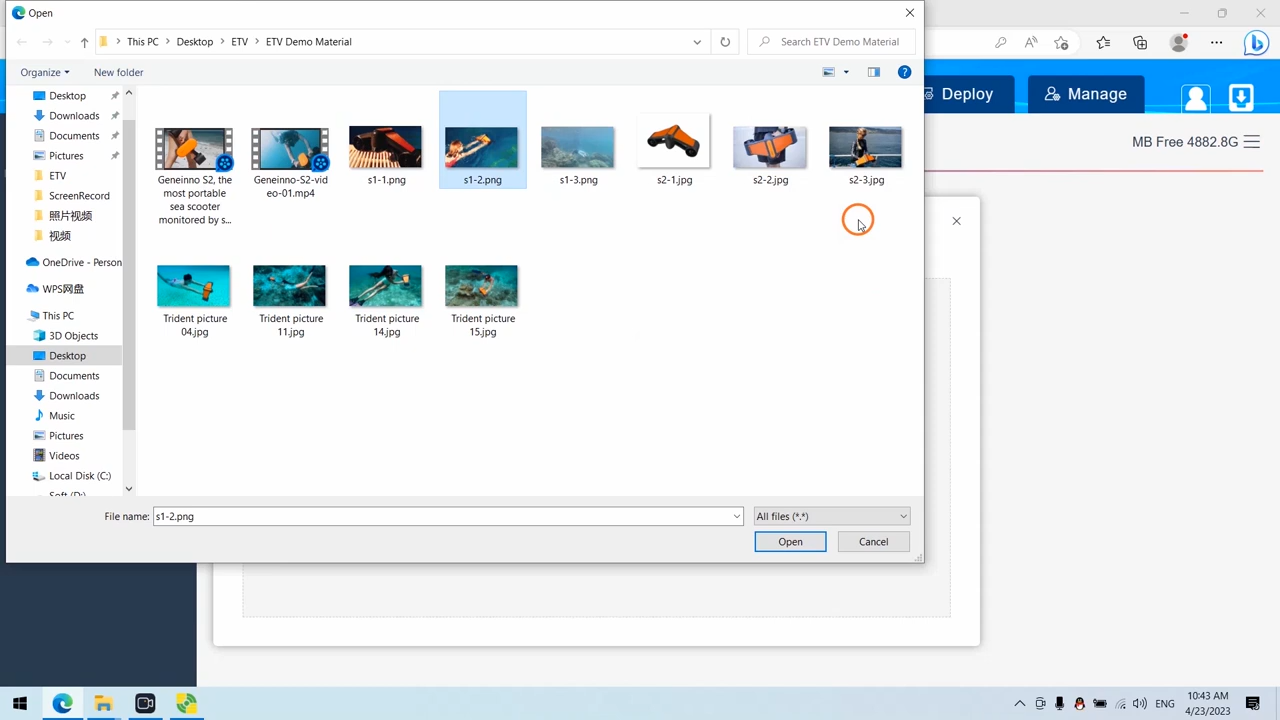 Open
This PC
Desktop
ETV
ETV Demo Material
Search ETV Demo Material
Organize
New folder
Deploy
Manage
MB Free 4882.8G
Desktop
Downloads
Documents
Pictures
ETV
ScreenRecord
照片视频
视频
OneDrive - Person
WPS网盘
This PC
3D Objects
Desktop
Documents
Downloads
Music
Pictures
Videos
Local Disk (C:)
Soft (D:)
Geneinno S2, the
most portable
sea scooter
monitored by s...
Geneinno-S2-vid
eo-01.mp4
s1-1.png
s1-2.png
s1-3.png
s2-1.jpg
s2-2.jpg
s2-3.jpg
Trident picture
04.jpg
Trident picture
11.jpg
Trident picture
14.jpg
Trident picture
15.jpg
File name:
s1-2.png
All files (*.*)
Open
Cancel
ENG
10:43 AM
4/23/2023